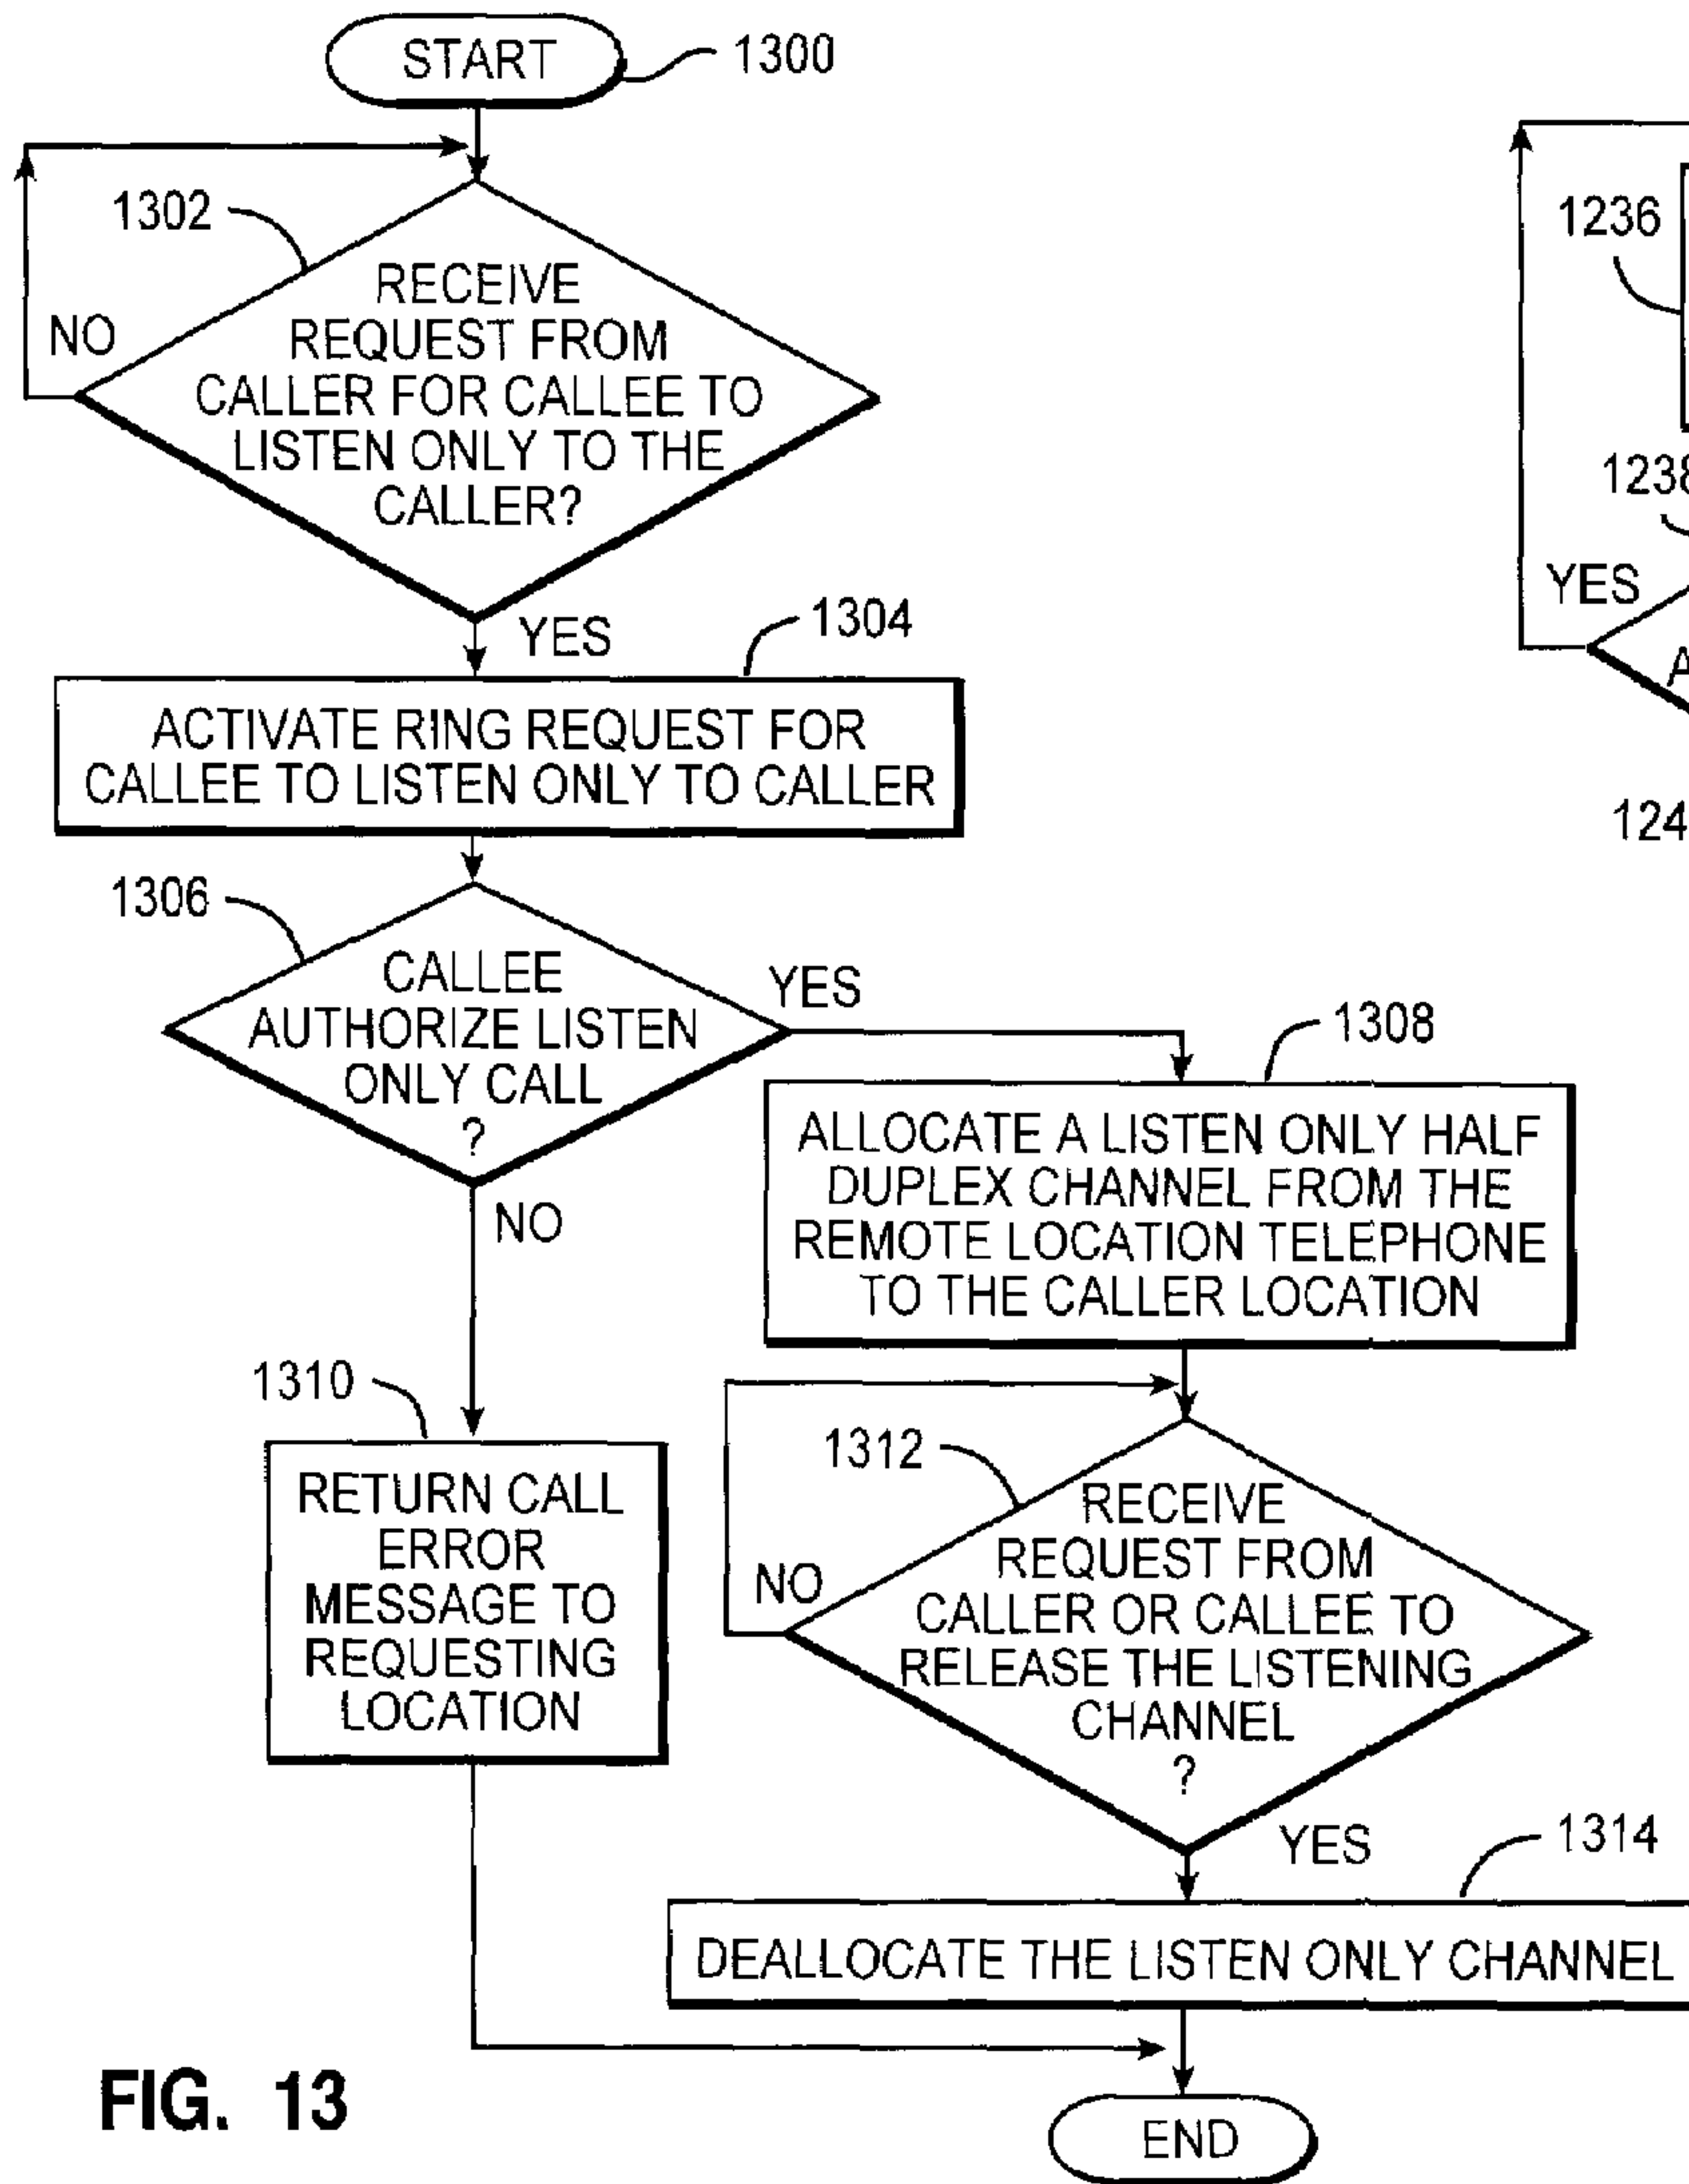 START
1300
1302
NO
RECEIVE
REQUEST FROM
CALLER FOR CALLEE TO
LISTEN ONLY TO THE
CALLER?
YES
1304
ACTIVATE RING REQUEST FOR
CALLEE TO LISTEN ONLY TO CALLER
1306
CALLEE
AUTHORIZE LISTEN
ONLY CALL
?
YES
NO
1308
ALLOCATE A LISTEN ONLY HALF
DUPLEX CHANNEL FROM THE
REMOTE LOCATION TELEPHONE
TO THE CALLER LOCATION
1310
RETURN CALL
ERROR
MESSAGE TO
REQUESTING
LOCATION
1312
NO
RECEIVE
REQUEST FROM
CALLER OR CALLEE TO
RELEASE THE LISTENING
CHANNEL
?
YES
1314
DEALLOCATE THE LISTEN ONLY CHANNEL
END
FIG. 13
1236
1238
YES
A
124